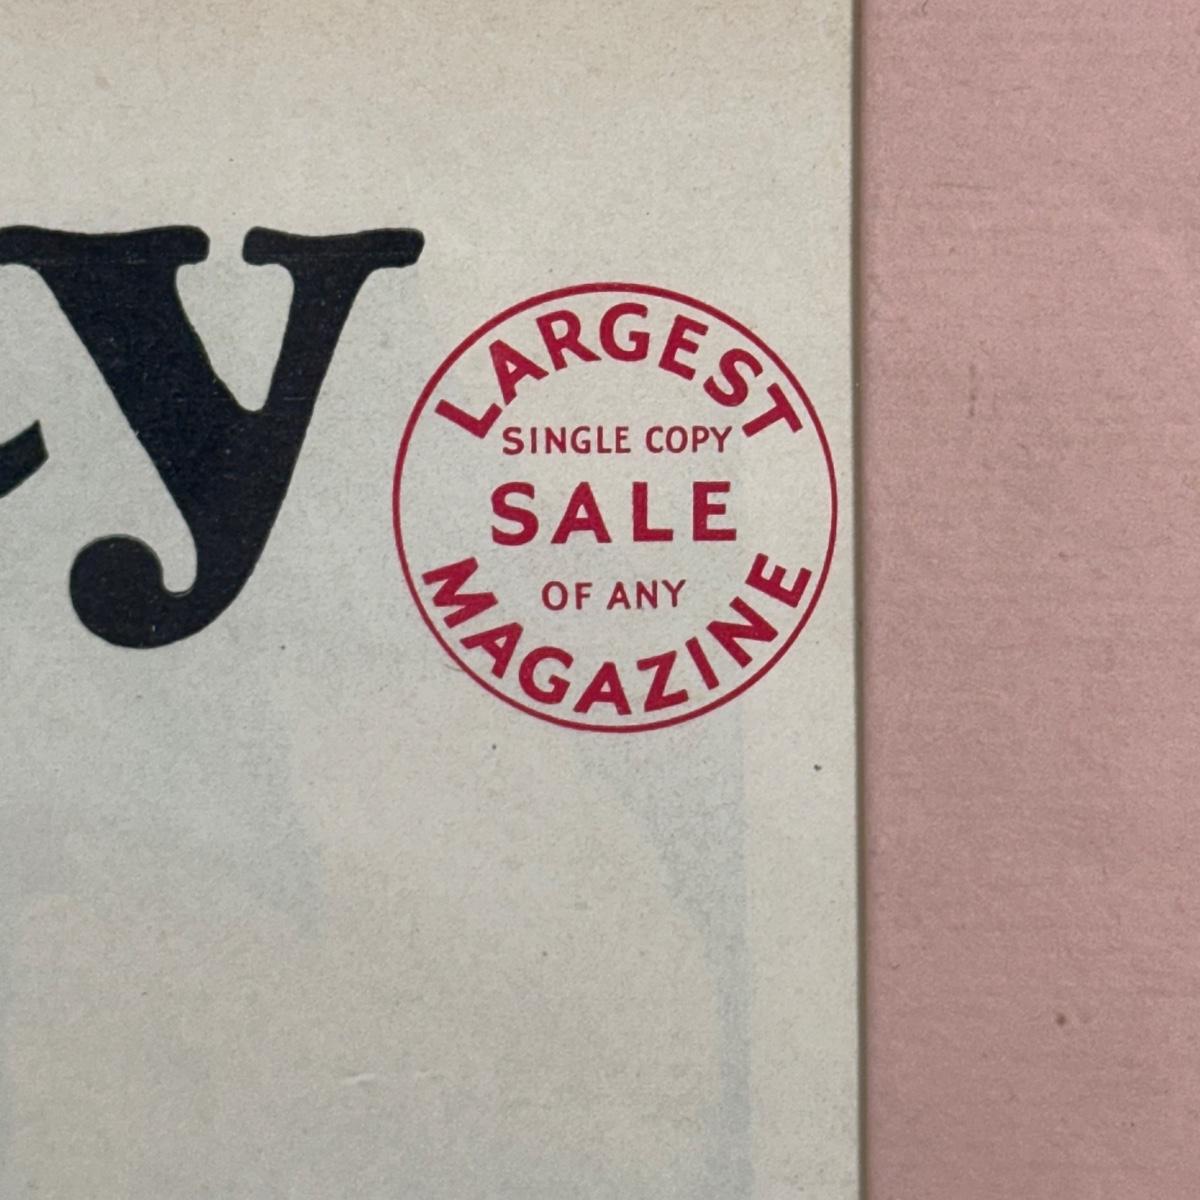 y
LARGEST
SINGLE COPY
SALE
OF ANY
MAGAZINE